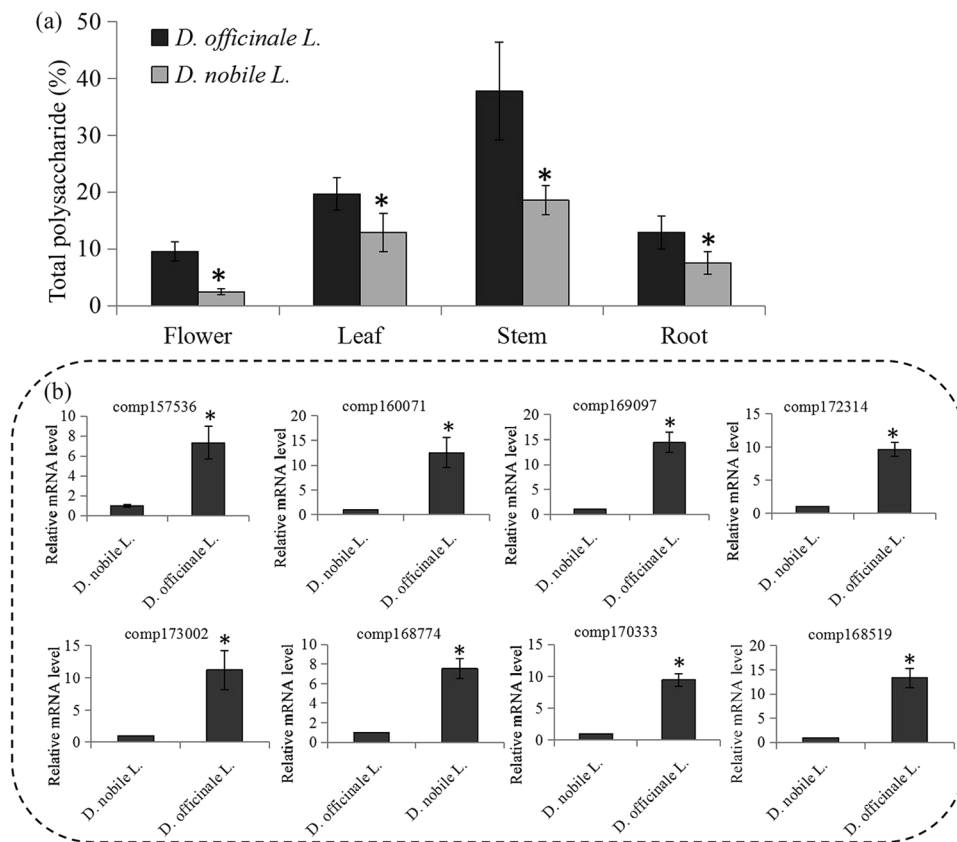 (a)
50
40
30
20
10
0
Total polysaccharide (%)
D. officinale L.
D. nobile L.
*
*
*
*
Flower Leaf Stem Root
(b)
comp157536
Relative mRNA level
10
8
6
4
2
0
*
D. nobile L.
D. officinale L.
comp160071
Relative mRNA level
20
15
10
5
0
*
D. nobile L.
D. officinale L.
comp169097
Relative mRNA level
20
15
10
5
0
*
D. nobile L.
D. officinale L.
comp172314
Relative mRNA level
15
10
5
0
*
D. nobile L.
D. officinale L.
comp173002
Relative mRNA level
15
10
5
0
*
D. nobile L.
D. officinale L.
comp168774
Relative mRNA level
10
8
6
4
2
0
*
D. officinale L.
D. nobile L.
comp170333
Relative mRNA level
15
10
5
0
*
D. nobile L.
D. officinale L.
comp168519
Relative mRNA level
20
15
10
5
0
*
D. nobile L.
D. officinale L.